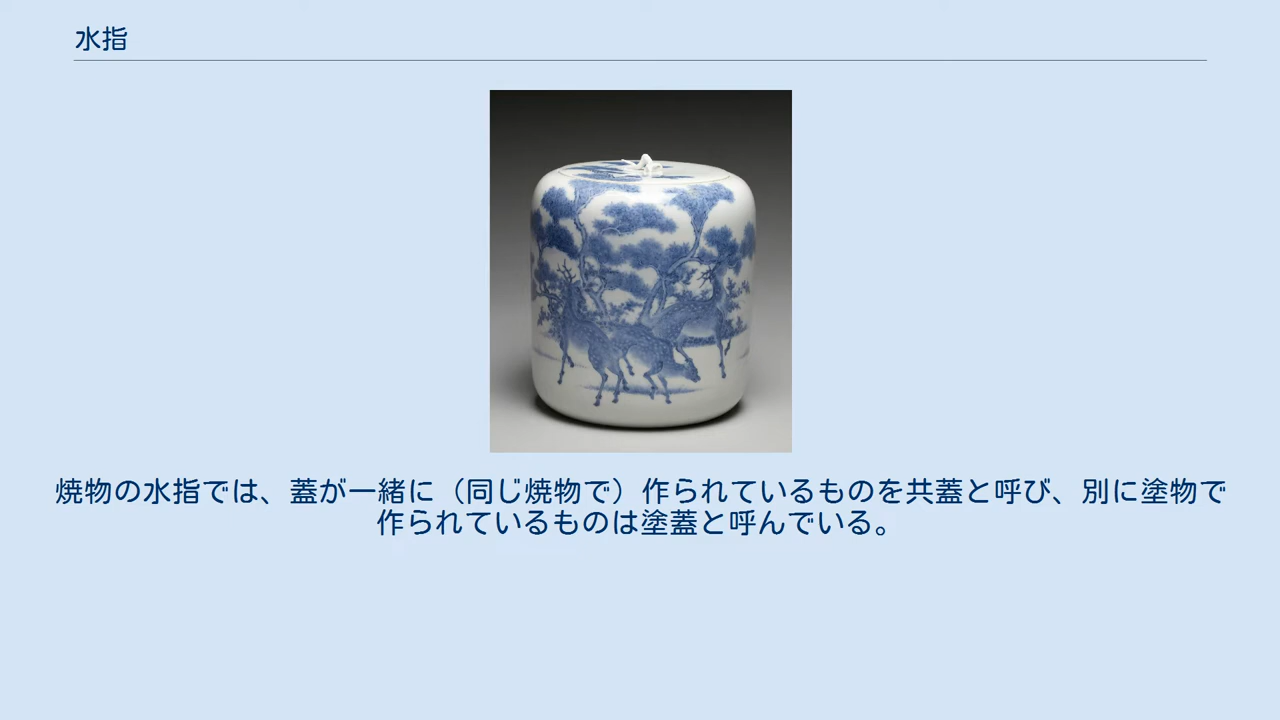 水指
焼物の水指では、蓋が一緒に（同じ焼物で）作られているものを共蓋と呼び、別に塗物で
作られているものは塗蓋と呼んでいる。